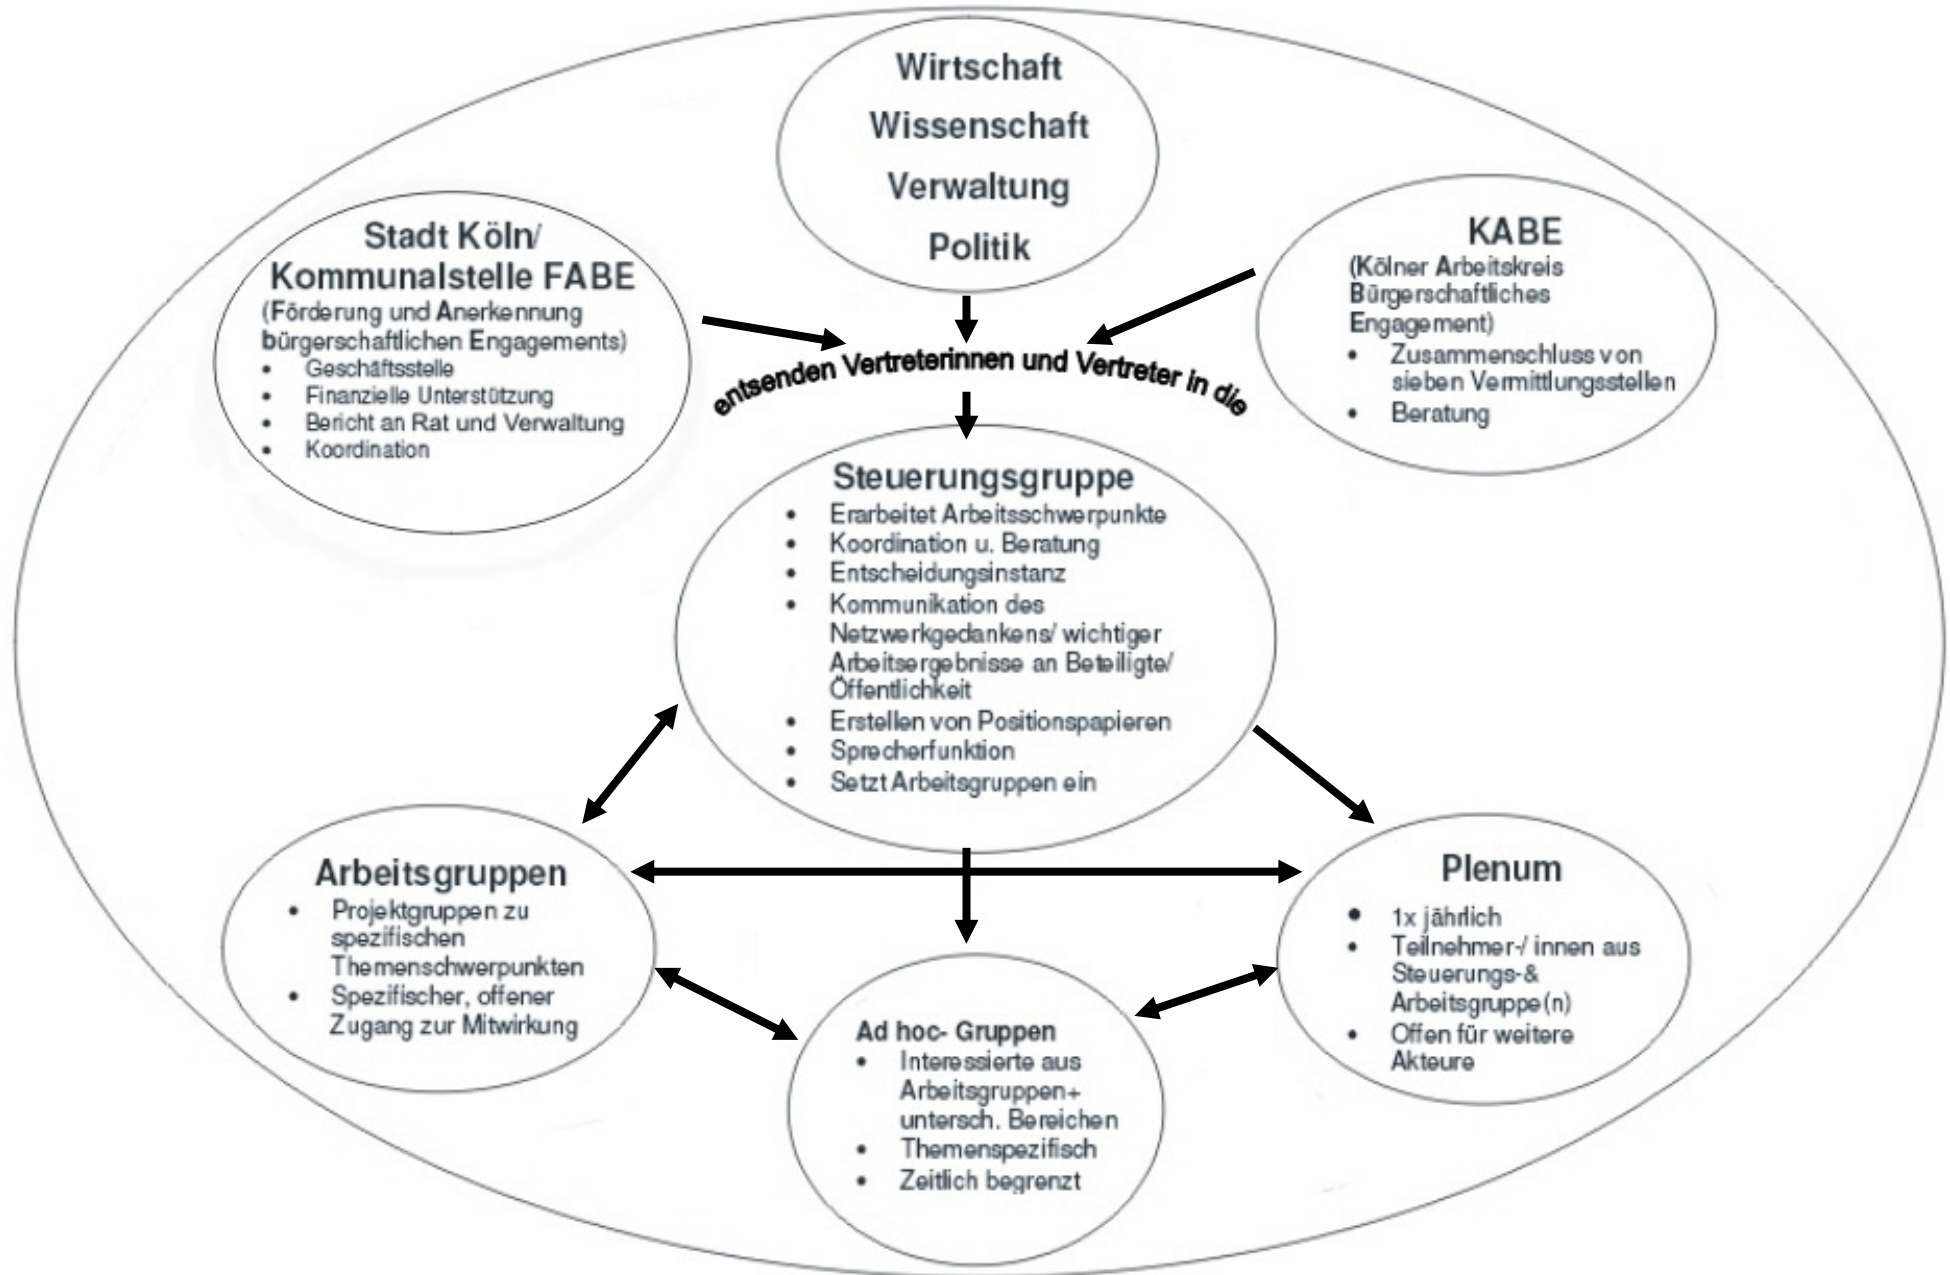 Wirtschaft
Wissenschaft
Verwaltung
Politik
Stadt Köln/
Kommunalstelle FABE
(Förderung und Anerkennung
bürgerschaftlichen Engagements)
• Geschäftsstelle
• Finanzielle Unterstützung
• Bericht an Rat und Verwaltung
• Koordination
KABE
(Kölner Arbeitskreis
Bürgerschaftliches
Engagement)
• Zusammenschluss von
sieben Vermittlungsstellen
• Beratung
entsenden Vertreterinnen und Vertreter in die
Steuerungsgruppe
• Erarbeitet Arbeitsschwerpunkte
• Koordination u. Beratung
• Entscheidungsinstanz
• Kommunikation des
Netzwerkgedankens/ wichtiger
Arbeitsergebnisse an Beteiligte/
Öffentlichkeit
• Erstellen von Positionspapieren
• Sprecherfunktion
• Setzt Arbeitsgruppen ein
Arbeitsgruppen
• Projektgruppen zu
spezifischen
Themenschwerpunkten
• Spezifischer, offener
Zugang zur Mitwirkung
Ad hoc- Gruppen
• Interessierte aus
Arbeitsgruppen+
untersch. Bereichen
• Themenspezifisch
• Zeitlich begrenzt
Plenum
• 1x jährlich
• Teilnehmer-/ innen aus
Steuerungs-&
Arbeitsgruppe(n)
• Offen für weitere
Akteure